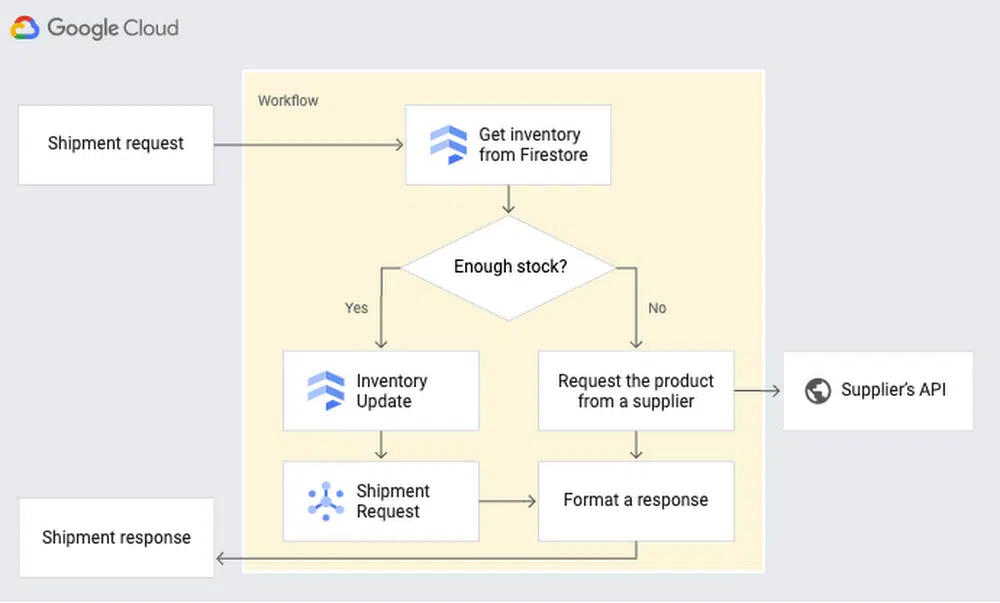 Google Cloud
Workflow
Shipment request
Get inventory
from Firestore
Enough stock?
Yes
No
Inventory
Update
Request the product
from a supplier
Supplier’s API
Shipment
Request
Format a response
Shipment response